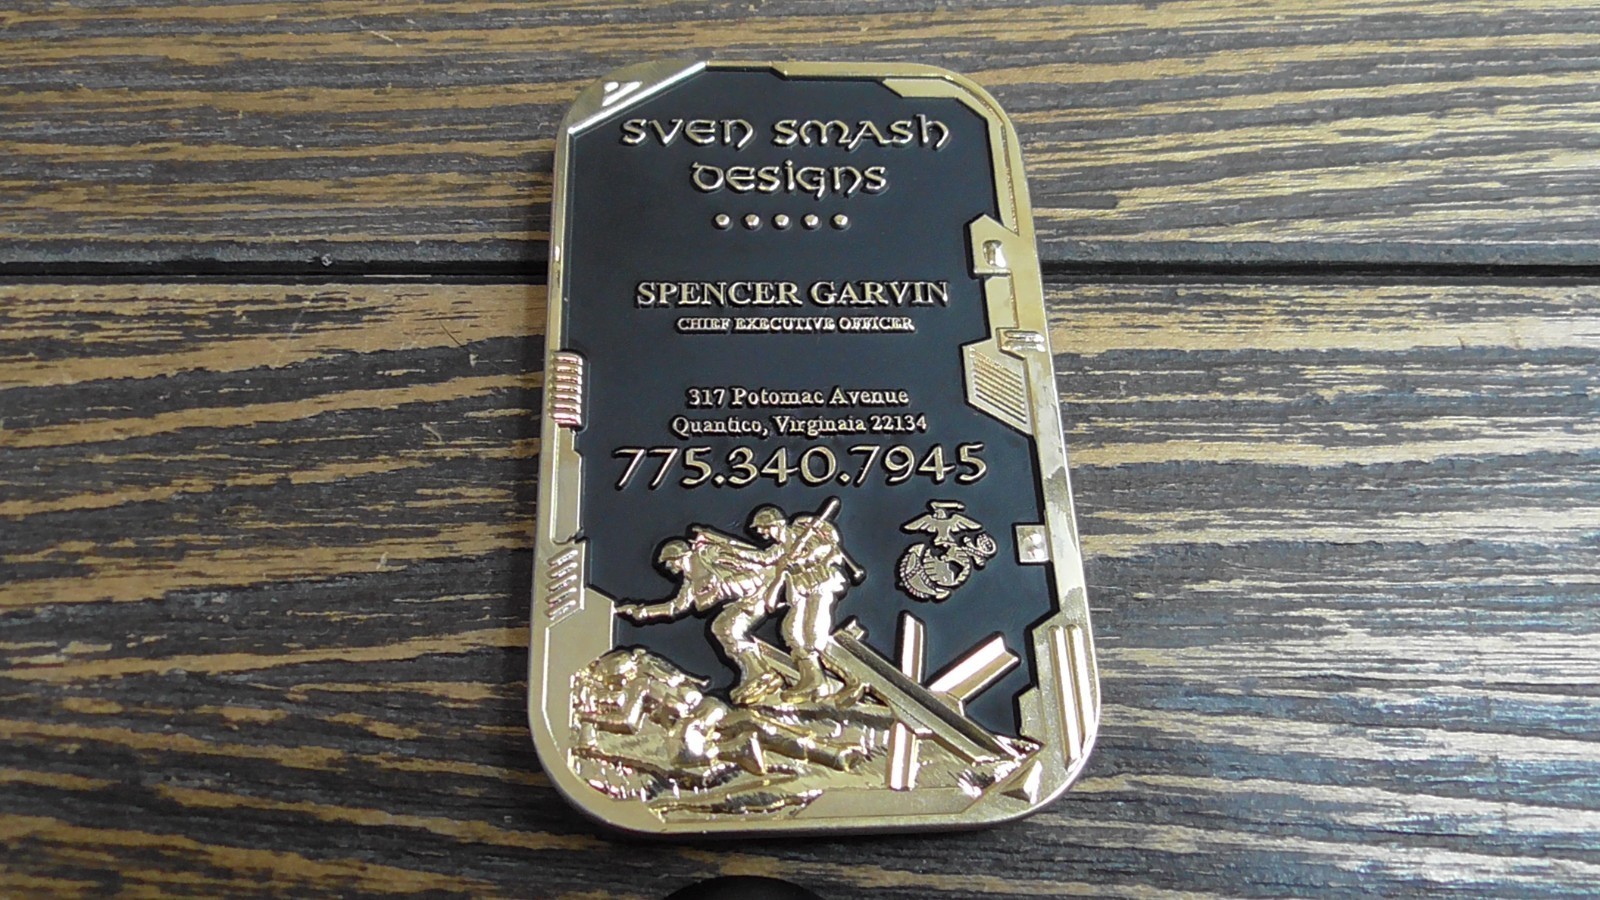 SVEN SMASH
DESIGNS
SPENCER GARVIN
CHIEF EXECUTIVE OFFICER
317 Potomac Avenue
Quantico, Virginaia 22134
775.340.7945